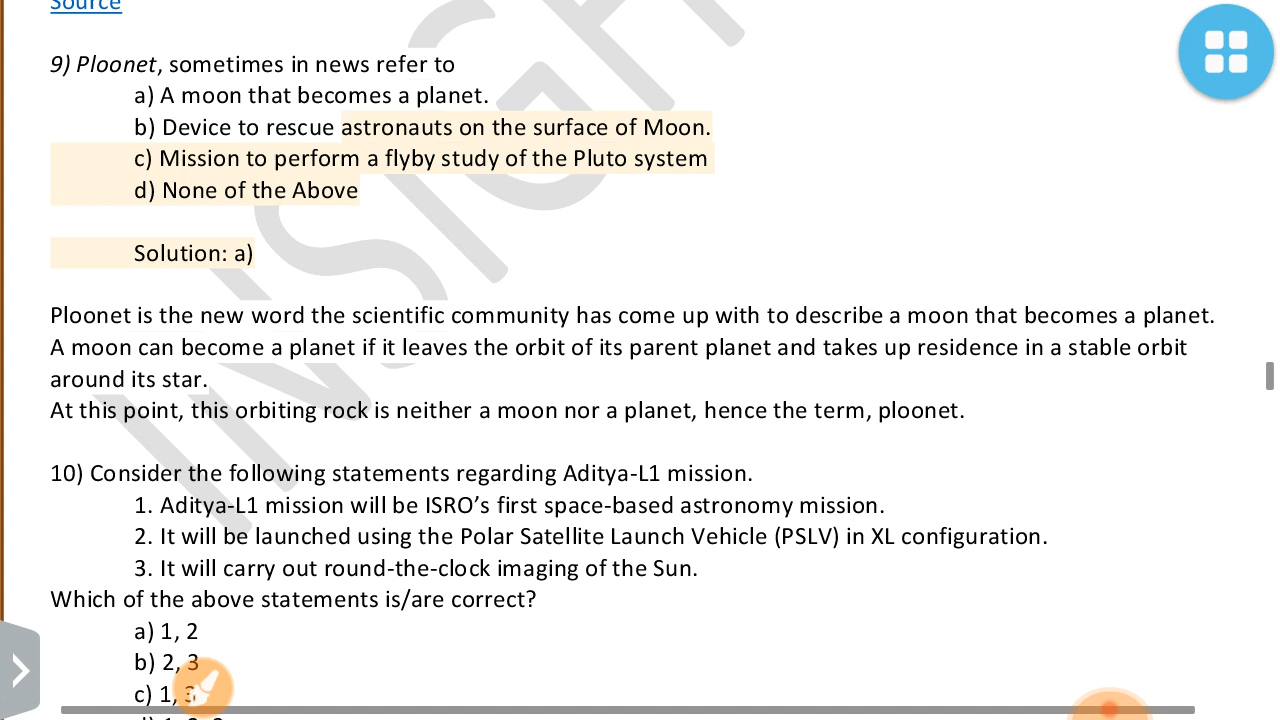 Source
9) Ploonet, sometimes in news refer to
a) A moon that becomes a planet.
b) Device to rescue astronauts on the surface of Moon.
c) Mission to perform a flyby study of the Pluto system
d) None of the Above
Solution: a)
Ploonet is the new word the scientific community has come up with to describe a moon that becomes a planet.
A moon can become a planet if it leaves the orbit of its parent planet and takes up residence in a stable orbit
around its star.
At this point, this orbiting rock is neither a moon nor a planet, hence the term, ploonet.
10) Consider the following statements regarding Aditya-L1 mission.
1. Aditya-L1 mission will be ISRO’s first space-based astronomy mission.
2. It will be launched using the Polar Satellite Launch Vehicle (PSLV) in XL configuration.
3. It will carry out round-the-clock imaging of the Sun.
Which of the above statements is/are correct?
a) 1, 2
b) 2, 3
c) 1, 3